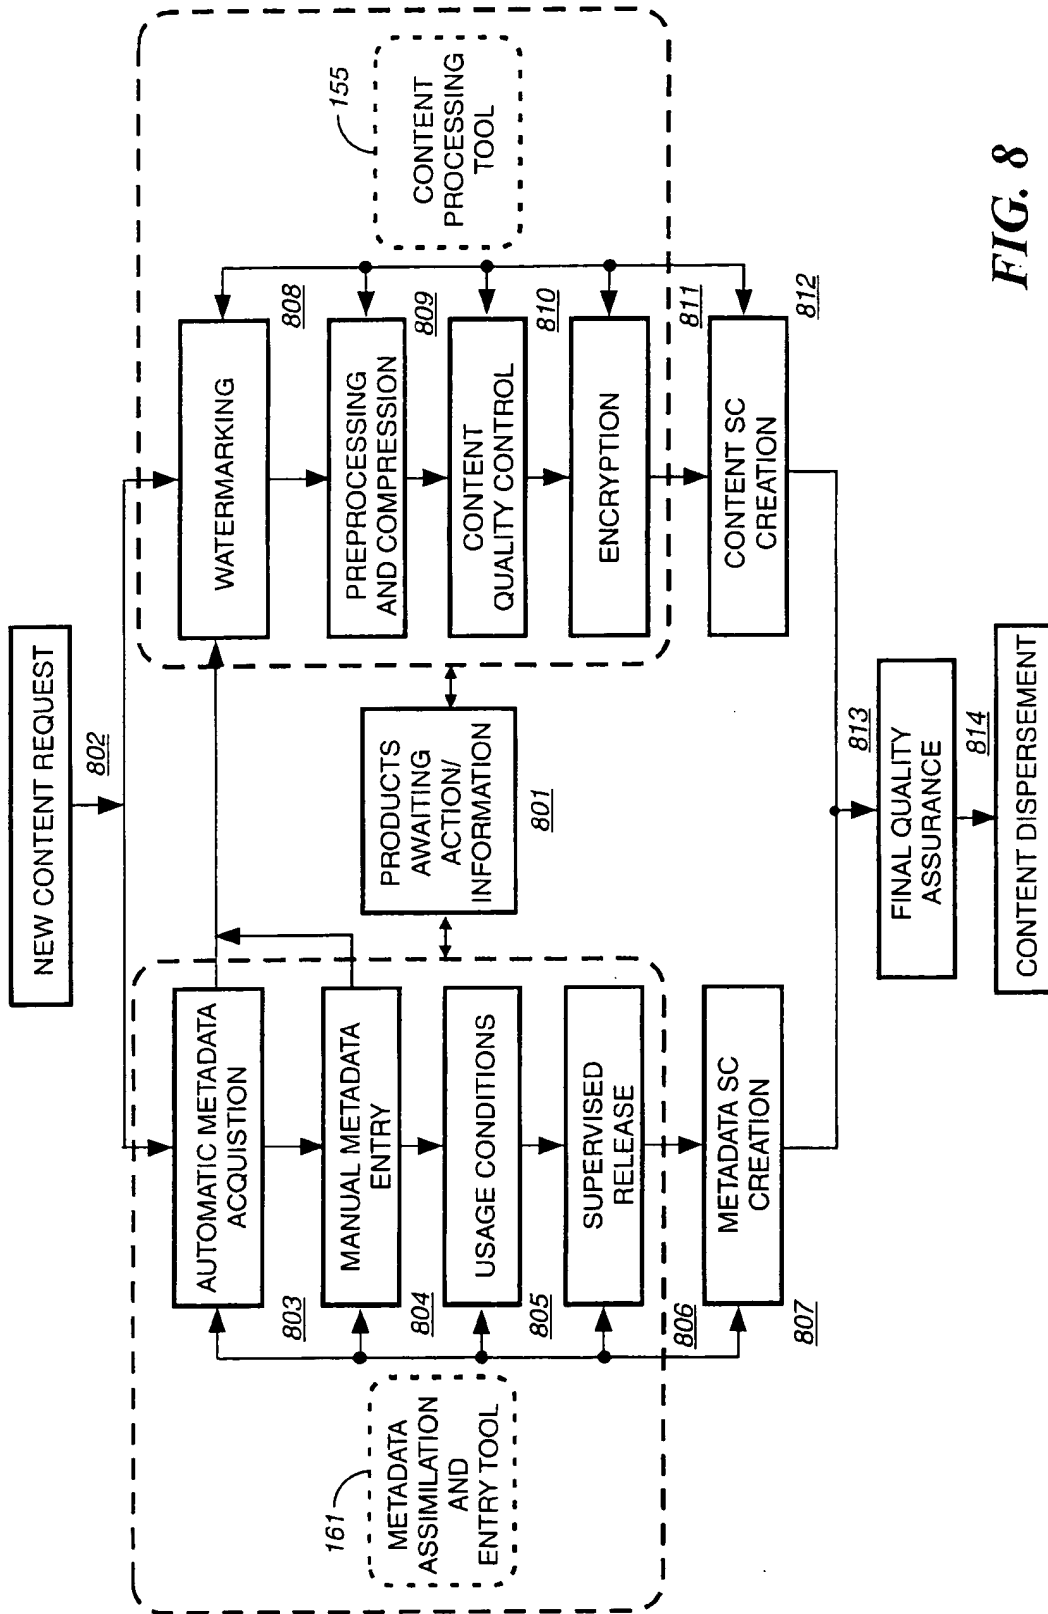 NEW CONTENT REQUEST
802
161
METADATA
ASSIMILATION
AND
ENTRY TOOL
AUTOMATIC METADATA
ACQUISTION
803
MANUAL METADATA
ENTRY
804
USAGE CONDITIONS
805
SUPERVISED
RELEASE
806
METADATA SC
CREATION
807
PRODUCTS
AWAITING
ACTION/
INFORMATION
801
WATERMARKING
808
PREPROCESSING
AND COMPRESSION
809
CONTENT
QUALITY CONTROL
810
ENCRYPTION
811
CONTENT SC
CREATION
812
155
CONTENT
PROCESSING
TOOL
813
FINAL QUALITY
ASSURANCE
814
CONTENT DISPERSEMENT
FIG. 8